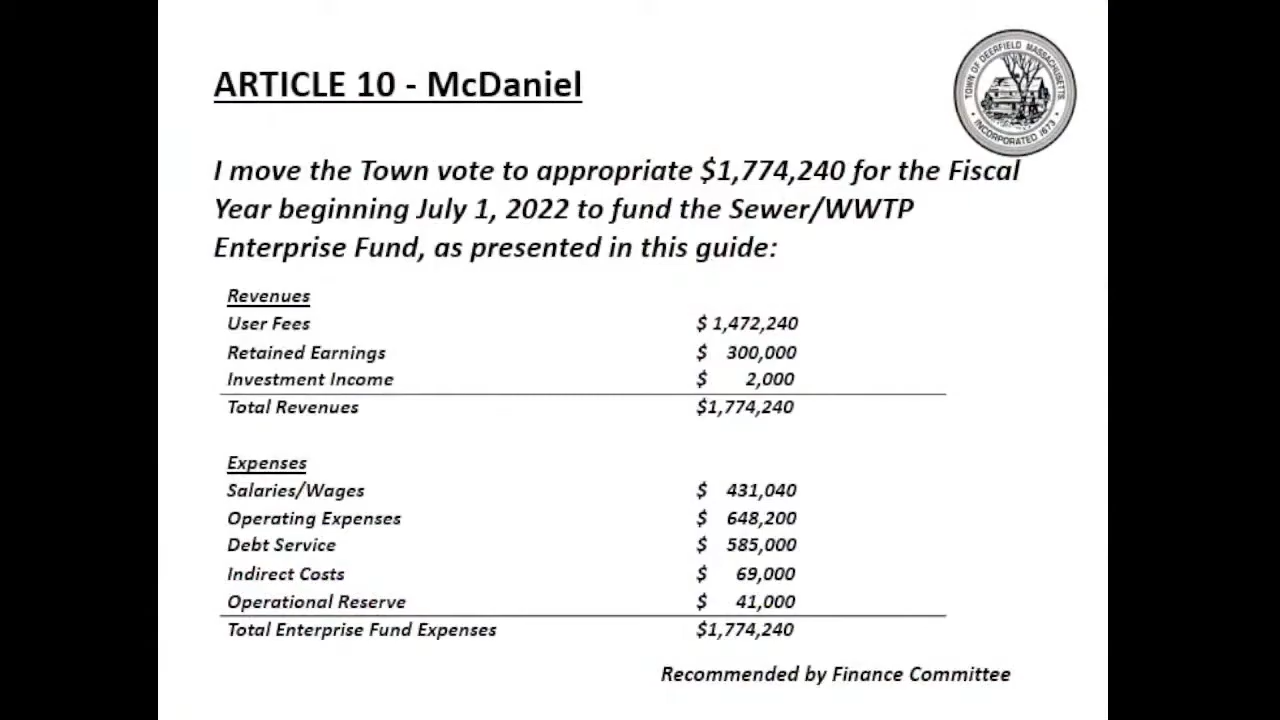 ARTICLE 10 - McDaniel
TOWN OF DEERFIELD MASSACHUSETTS
INCORPORATED 1673
I move the Town vote to appropriate $1,774,240 for the Fiscal
Year beginning July 1, 2022 to fund the Sewer/WWTP
Enterprise Fund, as presented in this guide:
Revenues
User Fees $ 1,472,240
Retained Earnings $ 300,000
Investment Income $ 2,000
Total Revenues $1,774,240
Expenses
Salaries/Wages $ 431,040
Operating Expenses $ 648,200
Debt Service $ 585,000
Indirect Costs $ 69,000
Operational Reserve $ 41,000
Total Enterprise Fund Expenses $1,774,240
Recommended by Finance Committee